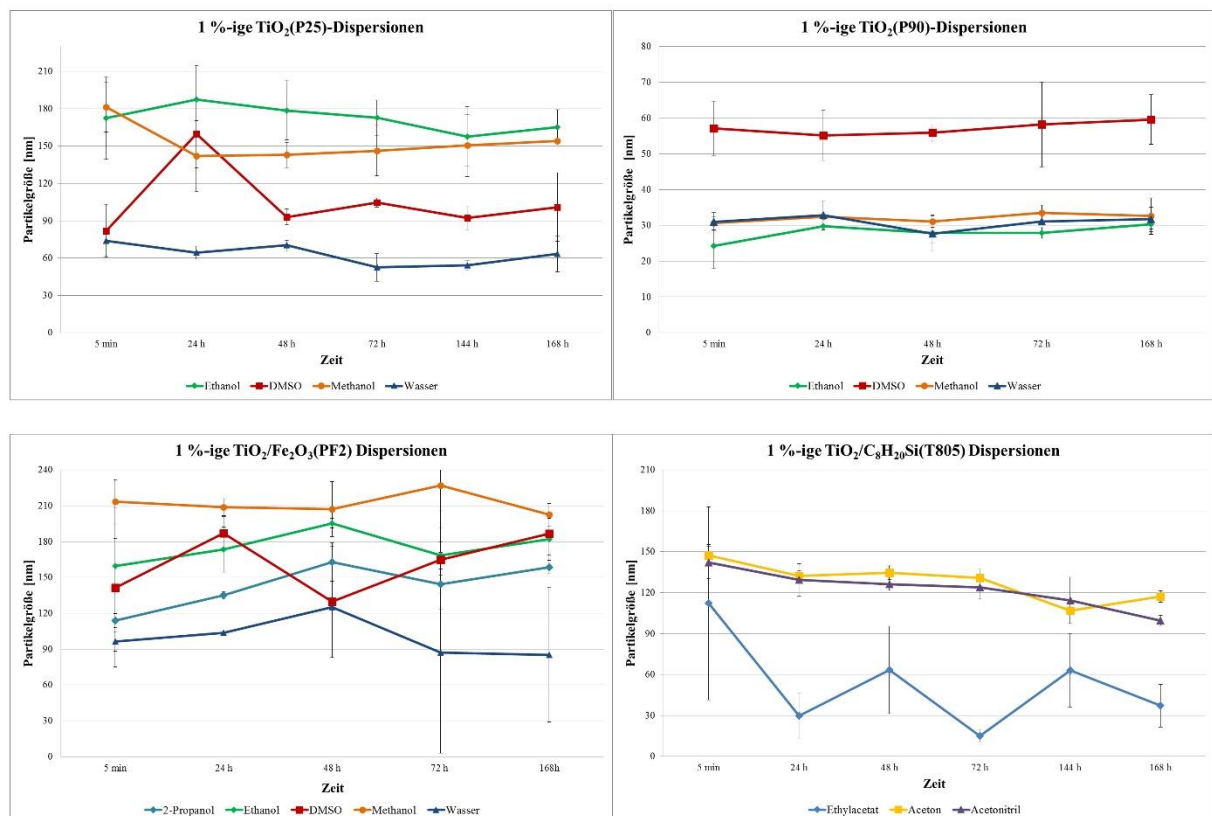 1 %-ige TiO₂(P25)-Dispersionen
Partikelgröße [nm]
210
180
150
120
90
60
30
0
5 min 24 h 48 h 72 h 144 h 168 h
Zeit
Ethanol DMSO Methanol Wasser
1 %-ige TiO₂(P90)-Dispersionen
Partikelgröße [nm]
80
70
60
50
40
30
20
10
0
5 min 24 h 48 h 72 h 168 h
Zeit
Ethanol DMSO Methanol Wasser
1 %-ige TiO₂/Fe₂O₃(PF2) Dispersionen
Partikelgröße [nm]
240
210
180
150
120
90
60
30
0
5 min 24 h 48 h 72 h 168h
Zeit
2-Propanol Ethanol DMSO Methanol Wasser
1 %-ige TiO₂/C₈H₂₀Si(T805) Dispersionen
Partikelgröße [nm]
210
180
150
120
90
60
30
0
5 min 24 h 48 h 72 h 144 h 168 h
Zeit
Ethylacetat Aceton Acetonitril